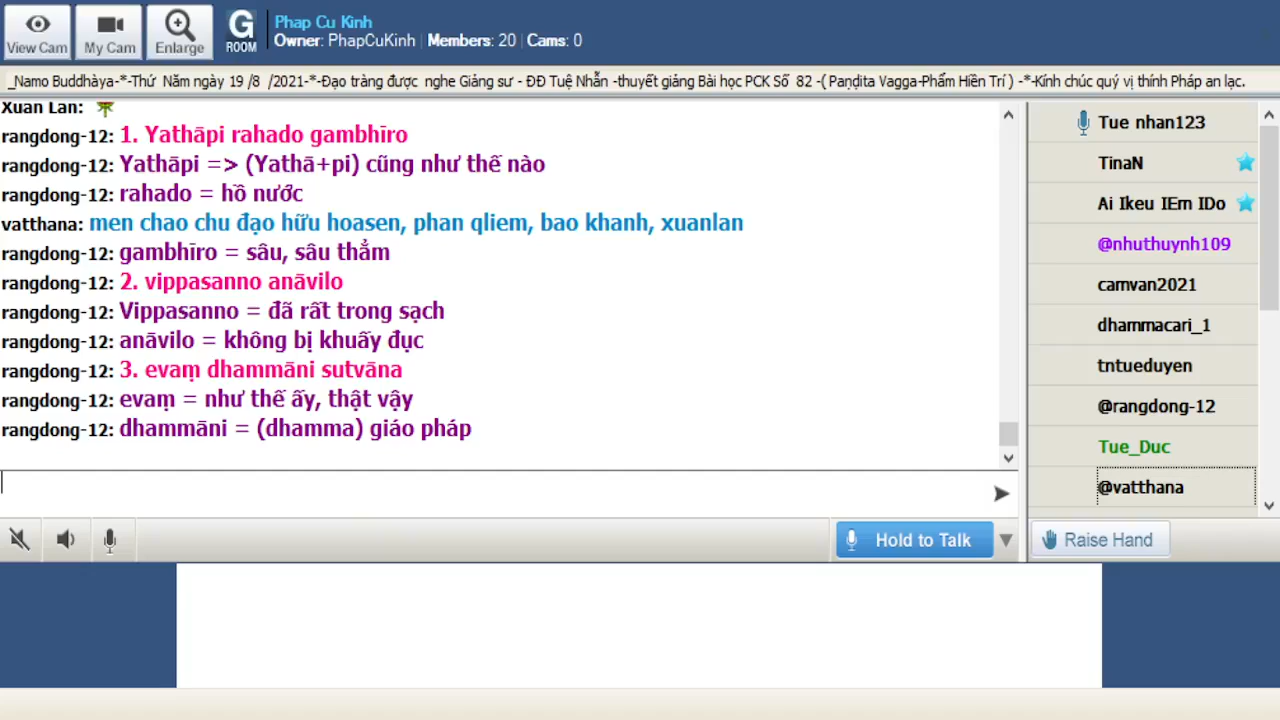 View Cam
My Cam
Enlarge
G
ROOM
Phap Cu Kinh
Owner: PhapCuKinh | Members: 20 | Cams: 0
_Namo Buddhàya-*-Thứ Năm ngày 19 /8 /2021-*-Đạo tràng được nghe Giảng sư - ĐĐ Tuệ Nhẫn -thuyết giảng Bài học PCK Số 82 -( Paṇḍita Vagga-Phẩm Hiền Trí ) -*-Kính chúc quý vị thính Pháp an lạc.
Xuan Lan:
rangdong-12: 1. Yathāpi rahado gambhīro
rangdong-12: Yathāpi => (Yathā+pi) cũng như thế nào
rangdong-12: rahado = hồ nước
vatthana: men chao chu đạo hữu hoasen, phan qliem, bao khanh, xuanlan
rangdong-12: gambhīro = sâu, sâu thẳm
rangdong-12: 2. vippasanno anāvilo
rangdong-12: Vippasanno = đã rất trong sạch
rangdong-12: anāvilo = không bị khuấy đục
rangdong-12: 3. evaṃ dhammāni sutvāna
rangdong-12: evaṃ = như thế ấy, thật vậy
rangdong-12: dhammāni = (dhamma) giáo pháp
Tue nhan123
TinaN
Ai Ikeu IEm IDo
@nhuthuynh109
camvan2021
dhammacari_1
tntueduyen
@rangdong-12
Tue_Duc
@vatthana
Hold to Talk
Raise Hand